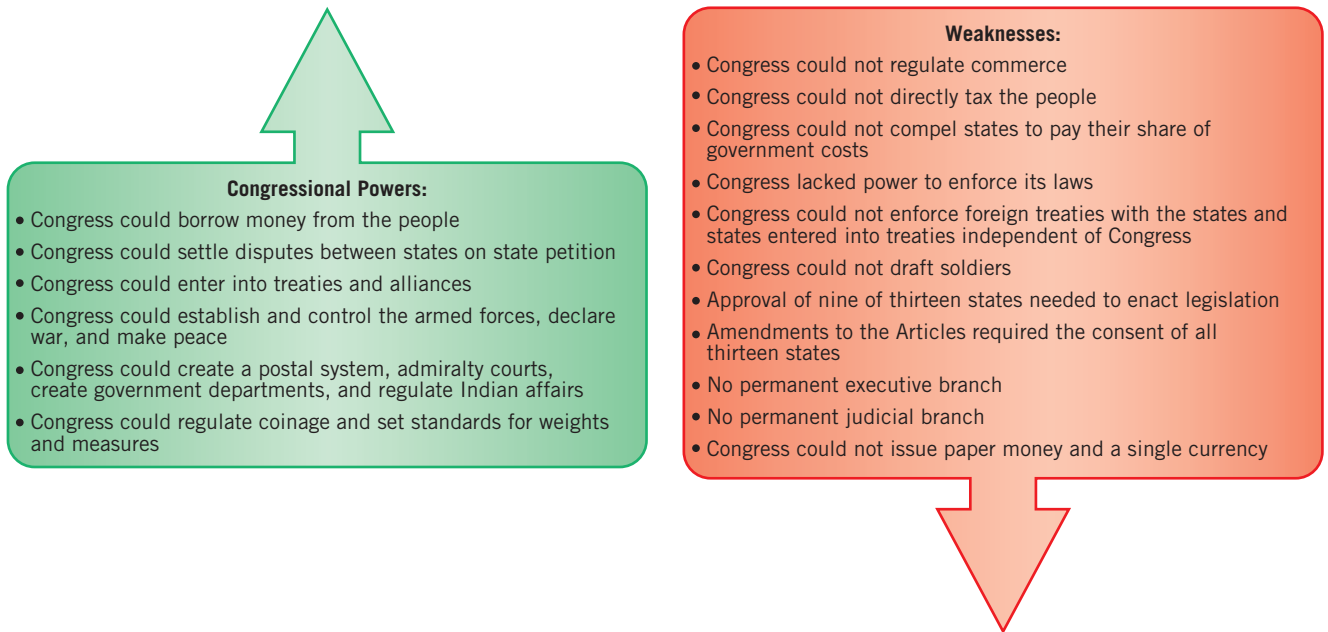 Congressional Powers:
• Congress could borrow money from the people
• Congress could settle disputes between states on state petition
• Congress could enter into treaties and alliances
• Congress could establish and control the armed forces, declare
war, and make peace
• Congress could create a postal system, admiralty courts,
create government departments, and regulate Indian affairs
• Congress could regulate coinage and set standards for weights
and measures
Weaknesses:
• Congress could not regulate commerce
• Congress could not directly tax the people
• Congress could not compel states to pay their share of
government costs
• Congress lacked power to enforce its laws
• Congress could not enforce foreign treaties with the states and
states entered into treaties independent of Congress
• Congress could not draft soldiers
• Approval of nine of thirteen states needed to enact legislation
• Amendments to the Articles required the consent of all
thirteen states
• No permanent executive branch
• No permanent judicial branch
• Congress could not issue paper money and a single currency